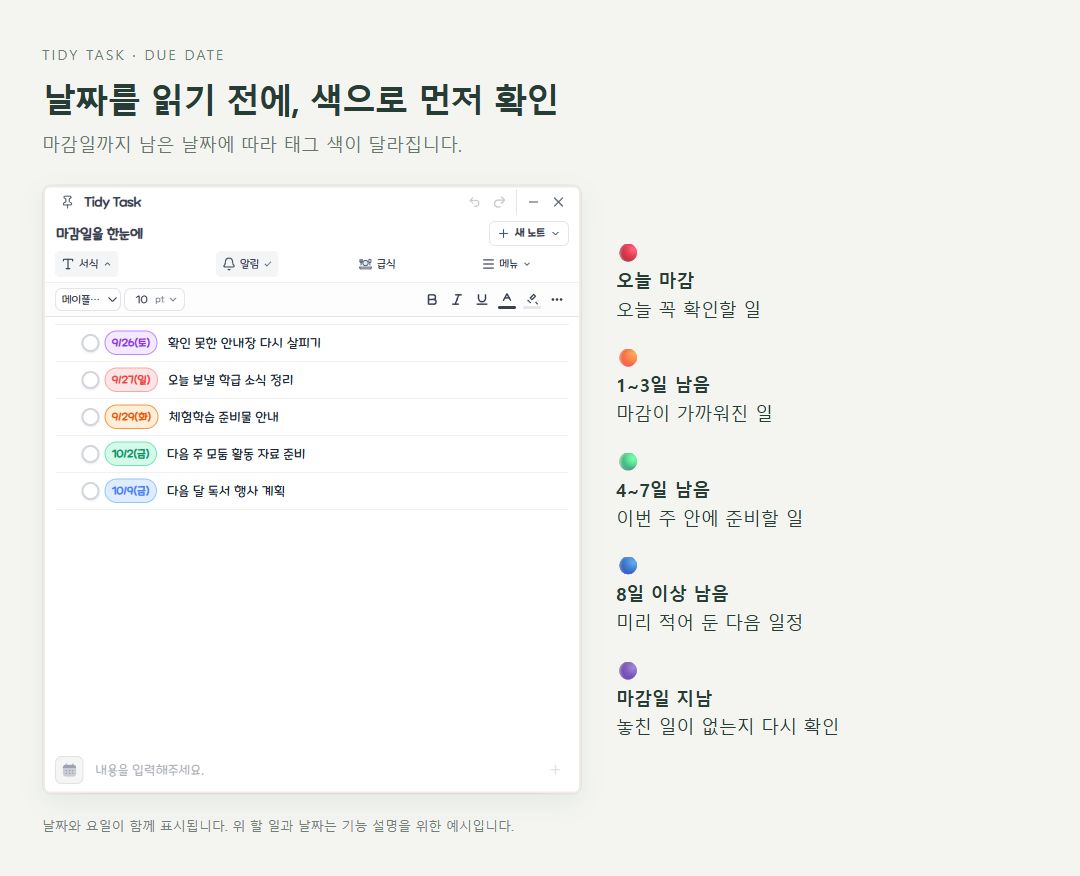 TIDY TASK · DUE DATE
날짜를 읽기 전에, 색으로 먼저 확인
마감일까지 남은 날짜에 따라 태그 색이 달라집니다.
Tidy Task
마감일을 한눈에
새 노트
서식 알림 급식 메뉴
메이플··· 10 pt B I U A ···
9/26(토) 확인 못한 안내장 다시 살피기
9/27(일) 오늘 보낼 학급 소식 정리
9/29(화) 체험학습 준비물 안내
10/2(금) 다음 주 모둠 활동 자료 준비
10/9(금) 다음 달 독서 행사 계획
내용을 입력해주세요.
오늘 마감
오늘 꼭 확인할 일
1~3일 남음
마감이 가까워진 일
4~7일 남음
이번 주 안에 준비할 일
8일 이상 남음
미리 적어 둔 다음 일정
마감일 지남
놓친 일이 없는지 다시 확인
날짜와 요일이 함께 표시됩니다. 위 할 일과 날짜는 기능 설명을 위한 예시입니다.